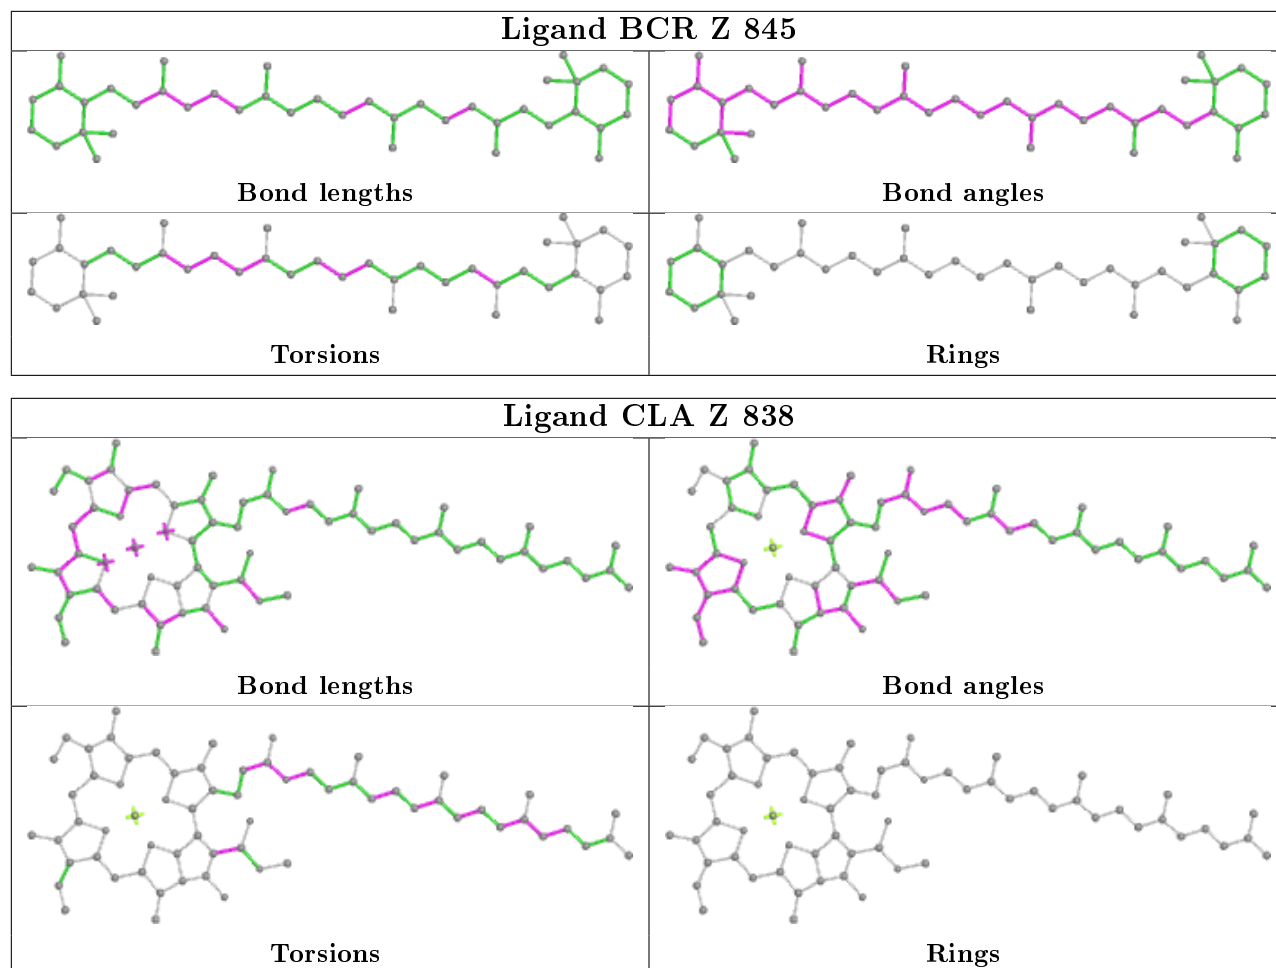 Ligand BCR Z 845
Bond lengths
Bond angles
Torsions
Rings
Ligand CLA Z 838
Bond lengths
Bond angles
Torsions
Rings